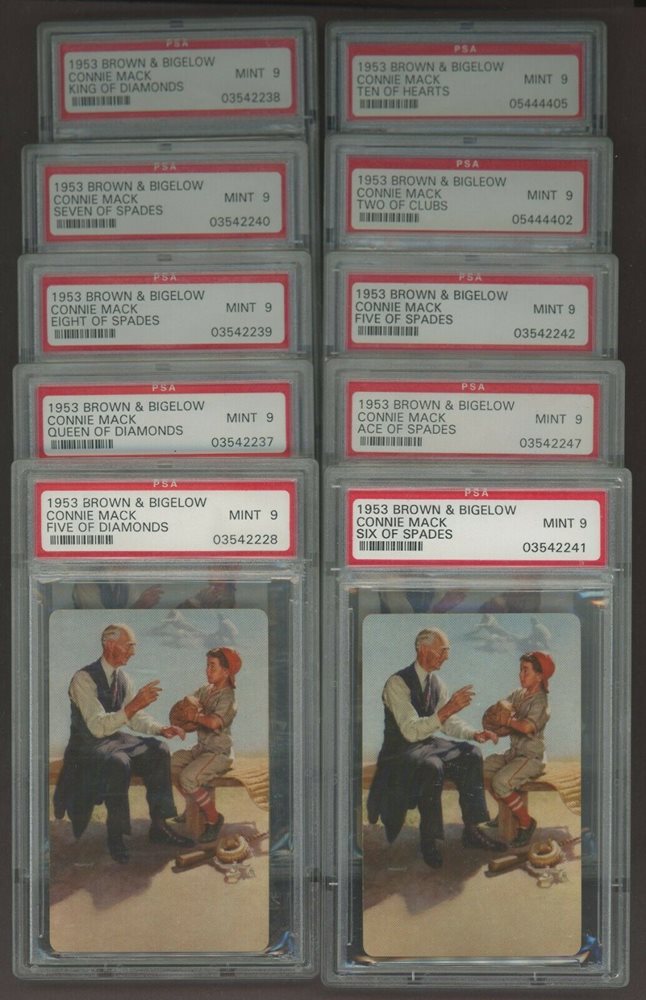 PSA
1953 BROWN & BIGELOW
CONNIE MACK MINT 9
KING OF DIAMONDS
03542238
PSA
1953 BROWN & BIGELOW
CONNIE MACK MINT 9
SEVEN OF SPADES
03542240
PSA
1953 BROWN & BIGELOW
CONNIE MACK MINT 9
EIGHT OF SPADES
03542239
PSA
1953 BROWN & BIGELOW
CONNIE MACK MINT 9
QUEEN OF DIAMONDS
03542237
PSA
1953 BROWN & BIGELOW
CONNIE MACK MINT 9
FIVE OF DIAMONDS
03542228
PSA
1953 BROWN & BIGELOW
CONNIE MACK MINT 9
TEN OF HEARTS
05444405
PSA
1953 BROWN & BIGLEOW
CONNIE MACK MINT 9
TWO OF CLUBS
05444402
PSA
1953 BROWN & BIGELOW
CONNIE MACK MINT 9
FIVE OF SPADES
03542242
PSA
1953 BROWN & BIGELOW
CONNIE MACK MINT 9
ACE OF SPADES
03542247
PSA
1953 BROWN & BIGELOW
CONNIE MACK MINT 9
SIX OF SPADES
03542241